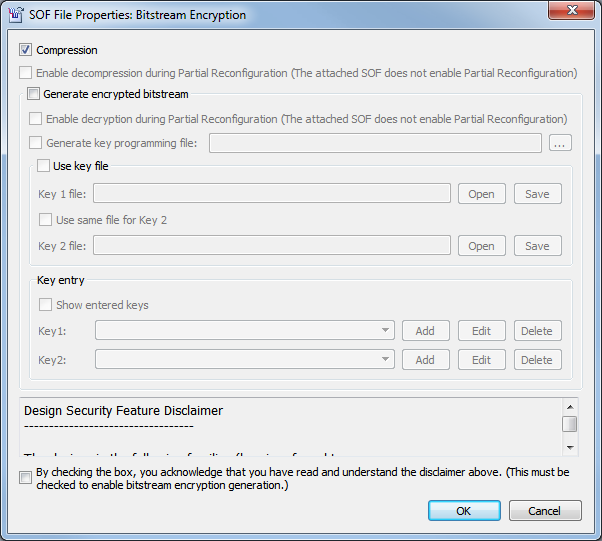 SOF File Properties: Bitstream Encryption
Compression
Enable decompression during Partial Reconfiguration (The attached SOF does not enable Partial Reconfiguration)
Generate encrypted bitstream
Enable decryption during Partial Reconfiguration (The attached SOF does not enable Partial Reconfiguration)
Generate key programming file: ...
Use key file
Key 1 file: Open Save
Use same file for Key 2
Key 2 file: Open Save
Key entry
Show entered keys
Key1: Add Edit Delete
Key2: Add Edit Delete
Design Security Feature Disclaimer
----------------------------------
By checking the box, you acknowledge that you have read and understand the disclaimer above. (This must be
checked to enable bitstream encryption generation.)
OK Cancel